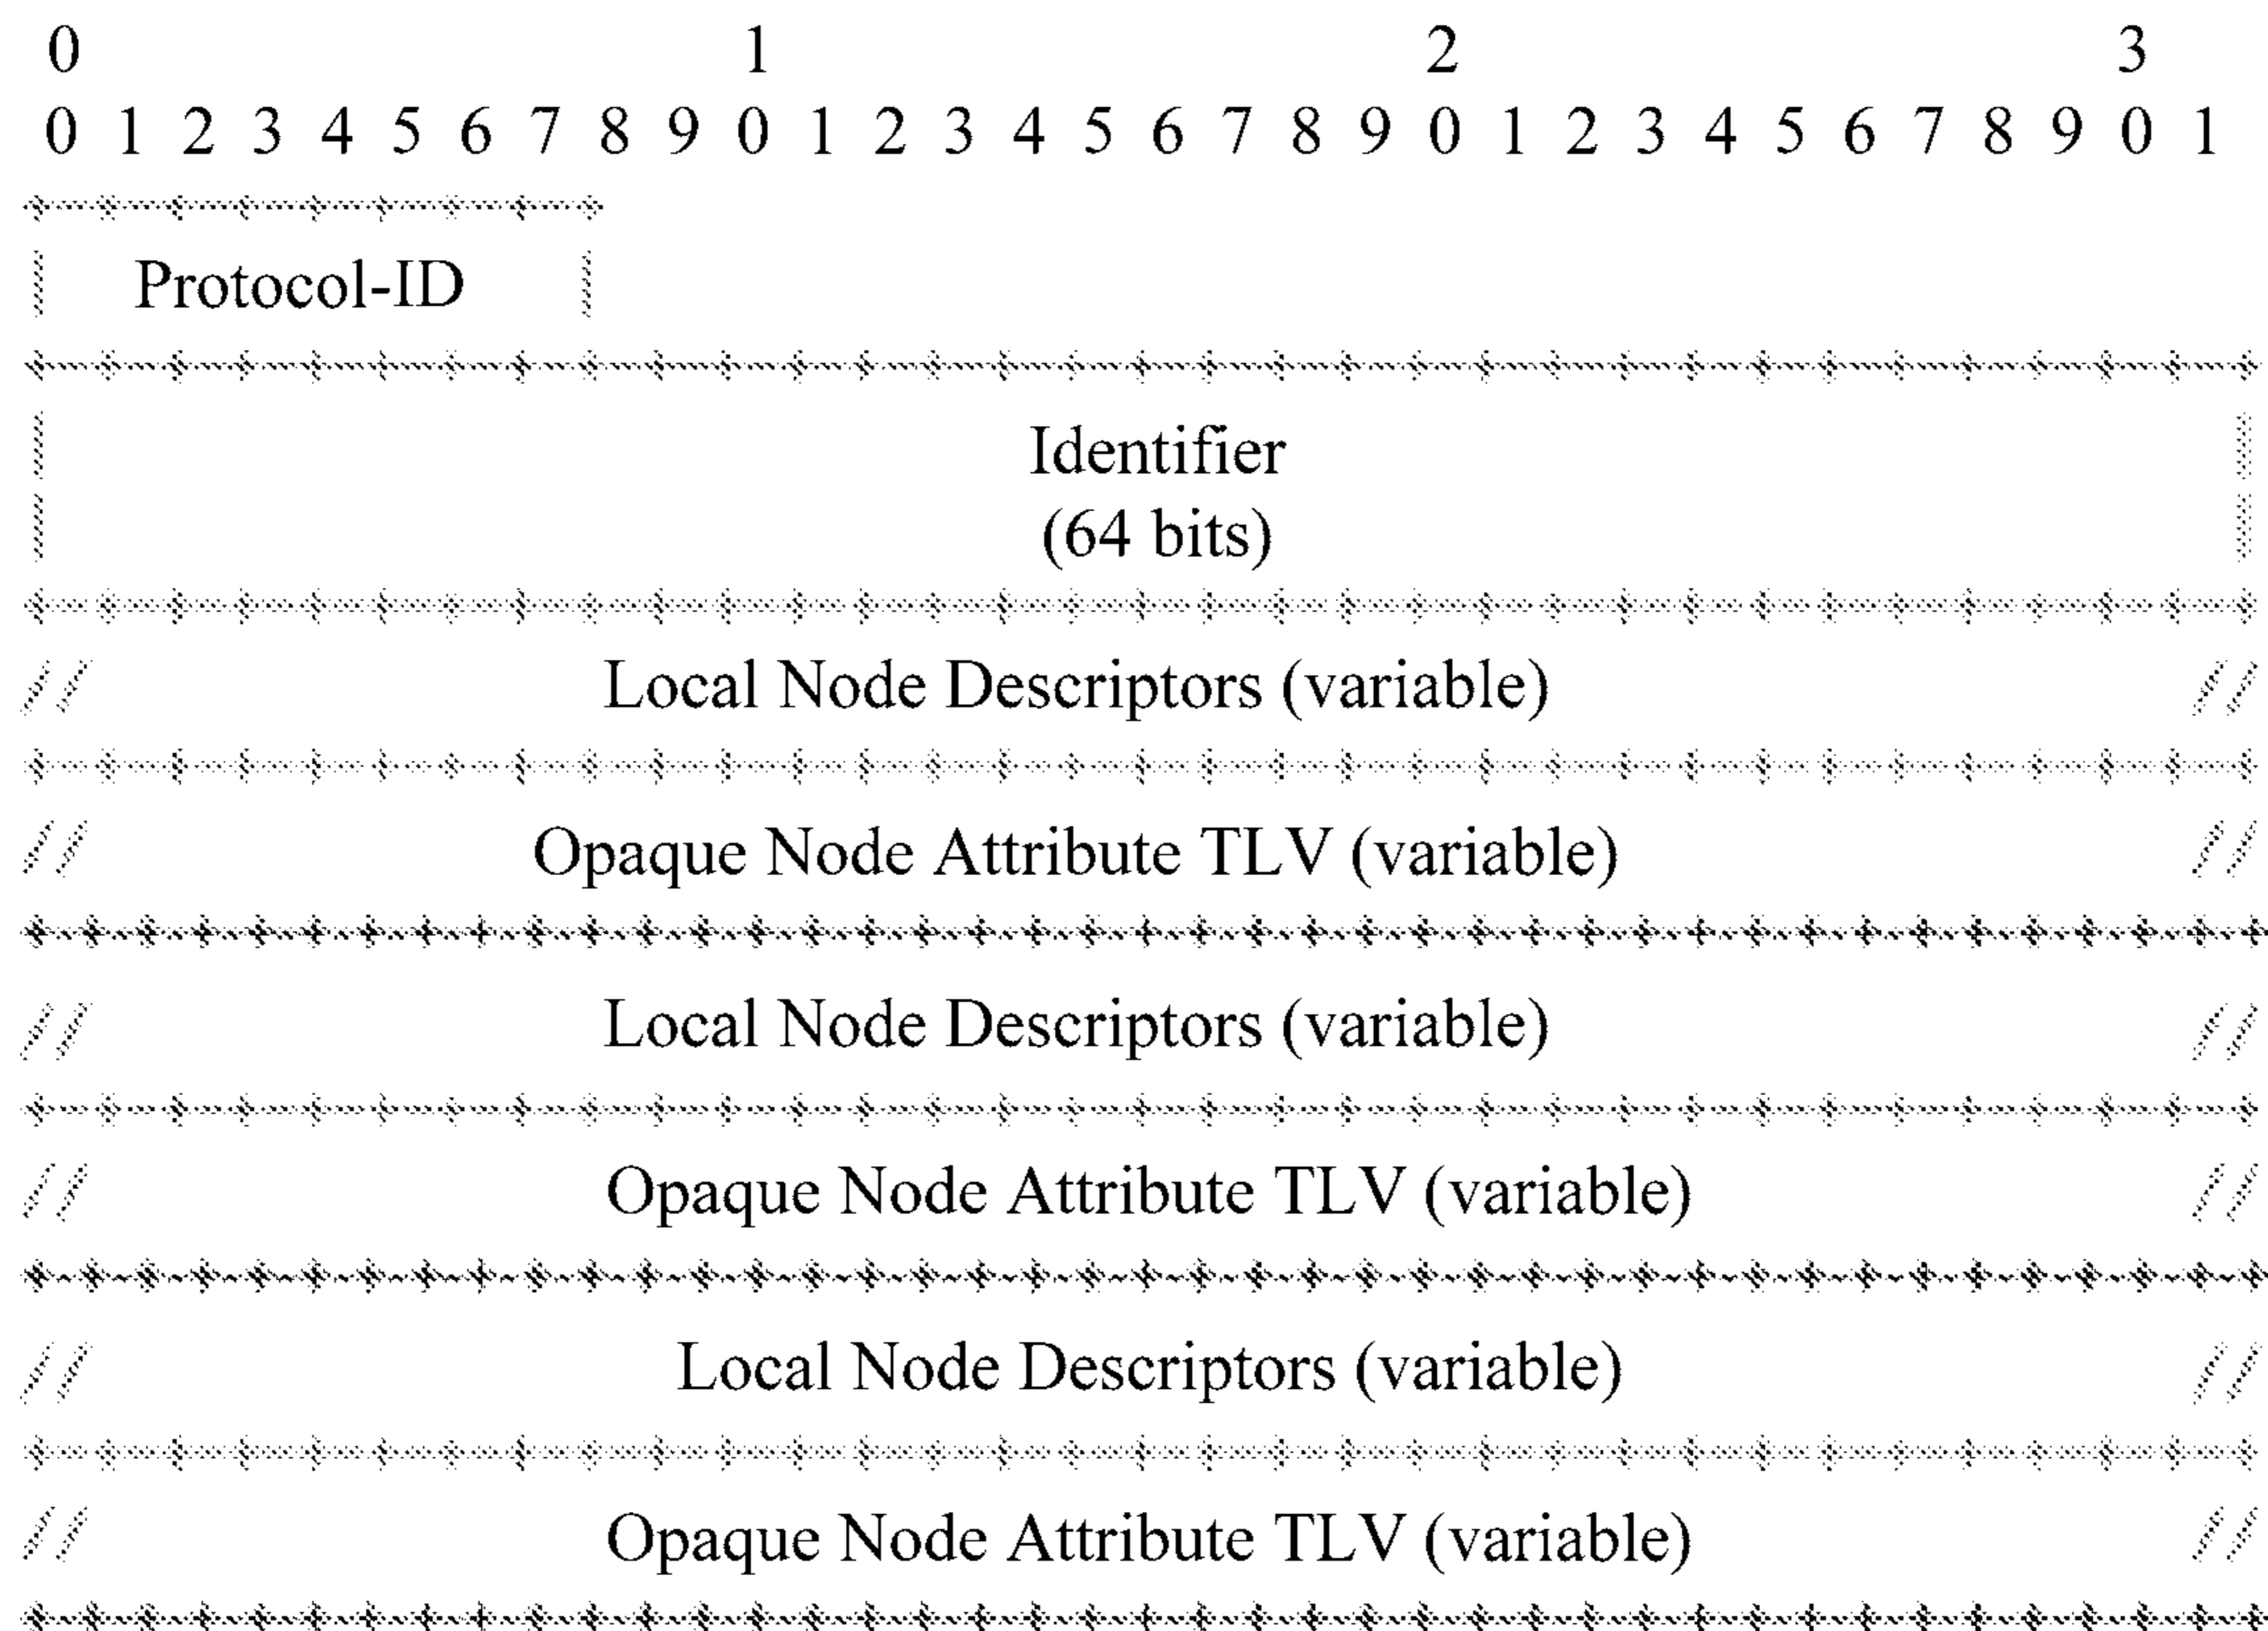 0 1 2 3
0 1 2 3 4 5 6 7 8 9 0 1 2 3 4 5 6 7 8 9 0 1 2 3 4 5 6 7 8 9 0 1
Protocol-ID
Identifier
(64 bits)
Local Node Descriptors (variable)
Opaque Node Attribute TLV (variable)
Local Node Descriptors (variable)
Opaque Node Attribute TLV (variable)
Local Node Descriptors (variable)
Opaque Node Attribute TLV (variable)